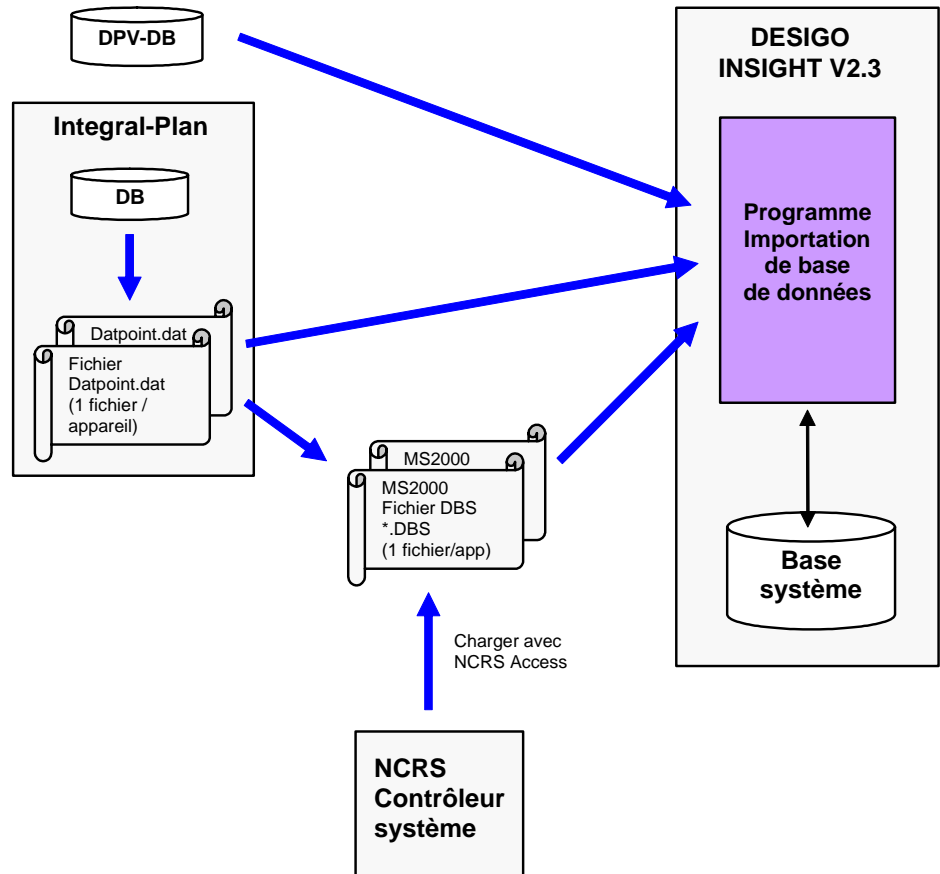 DPV-DB
DESIGO
INSIGHT V2.3
Integral-Plan
DB
Datpoint.dat
Fichier
Datpoint.dat
(1 fichier /
appareil)
Programme
Importation
de base
de données
MS2000
MS2000
Fichier DBS
*.DBS
(1 fichier/app)
Base
système
Charger avec
NCRS Access
NCRS
Contrôleur
système